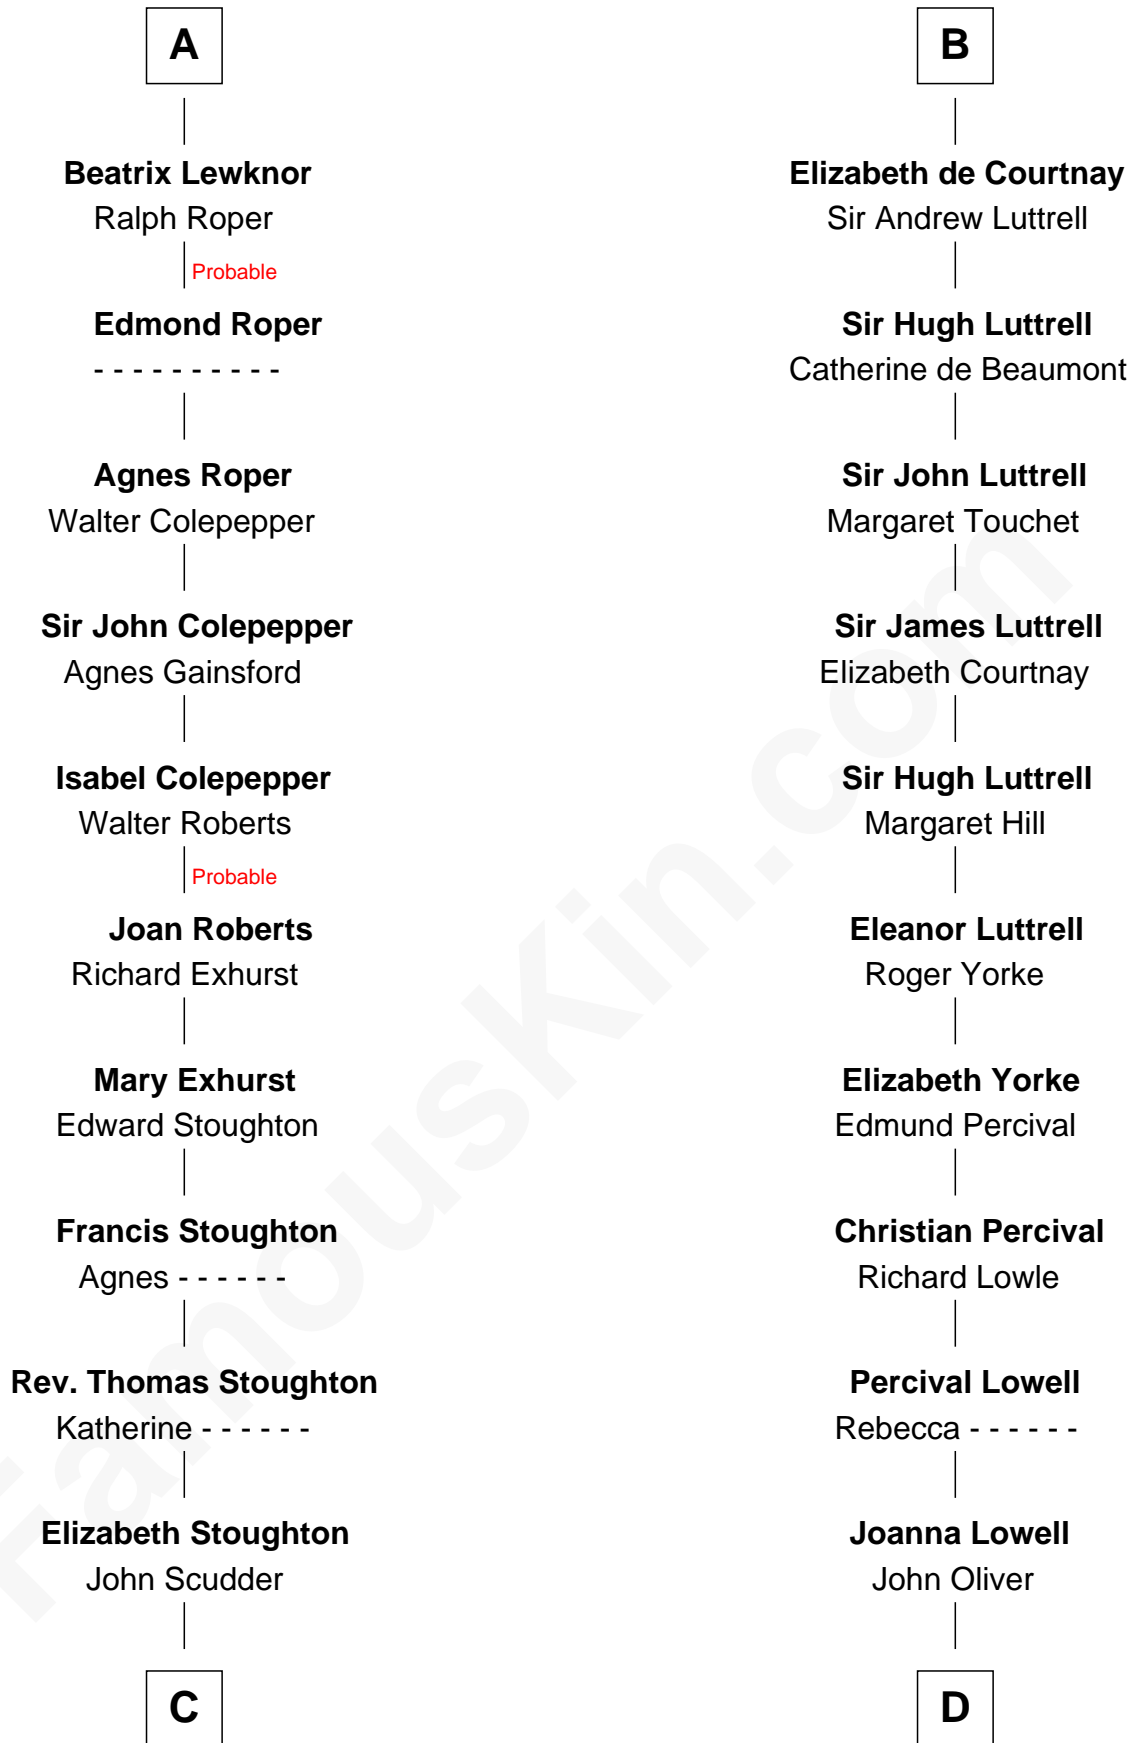 A
Beatrix Lewknor
Ralph Roper
Probable
Edmond Roper
- - - - - - - - - -
Agnes Roper
Walter Colepepper
Sir John Colepepper
Agnes Gainsford
Isabel Colepepper
Walter Roberts
Probable
Joan Roberts
Richard Exhurst
Mary Exhurst
Edward Stoughton
Francis Stoughton
Agnes - - - - - -
Rev. Thomas Stoughton
Katherine - - - - - -
Elizabeth Stoughton
John Scudder
C
B
Elizabeth de Courtnay
Sir Andrew Luttrell
Sir Hugh Luttrell
Catherine de Beaumont
Sir John Luttrell
Margaret Touchet
Sir James Luttrell
Elizabeth Courtnay
Sir Hugh Luttrell
Margaret Hill
Eleanor Luttrell
Roger Yorke
Elizabeth Yorke
Edmund Percival
Christian Percival
Richard Lowle
Percival Lowell
Rebecca - - - - - -
Joanna Lowell
John Oliver
D
FamousKin.com